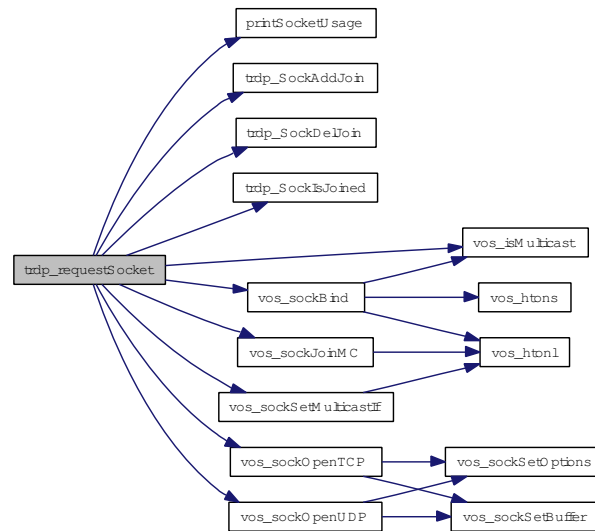 printSocketUsage
trdp_SockAddJoin
trdp_SockDelJoin
trdp_SockIsJoined
vos_isMulticast
trdp_requestSocket
vos_sockBind
vos_htons
vos_sockJoinMC
vos_htonl
vos_sockSetMulticastIf
vos_sockOpenTCP
vos_sockSetOptions
vos_sockOpenUDP
vos_sockSetBuffer